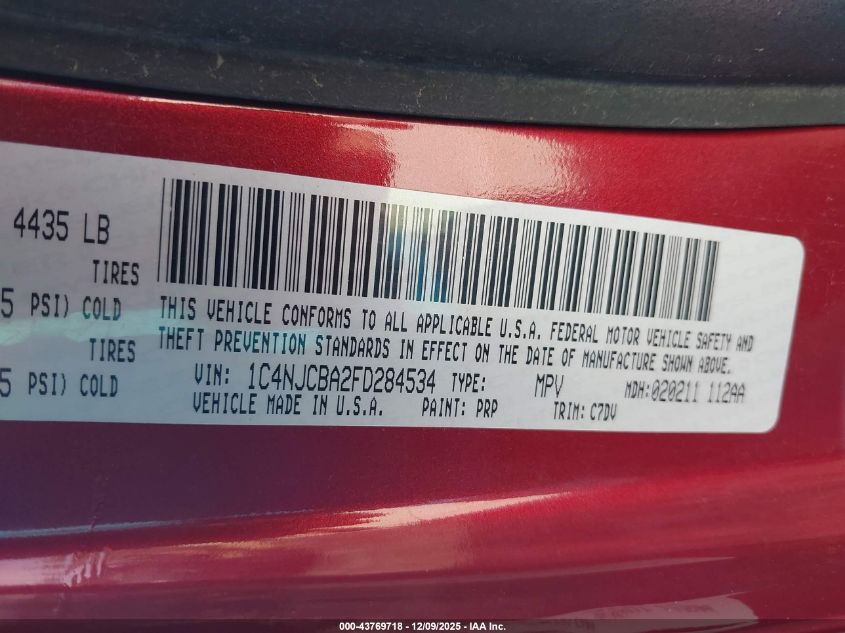 4435 LB
TIRES
5 PSI) COLD
TIRES
5 PSI) COLD
THIS VEHICLE CONFORMS TO ALL APPLICABLE U.S.A. FEDERAL MOTOR VEHICLE SAFETY AND
THEFT PREVENTION STANDARDS IN EFFECT ON THE DATE OF MANUFACTURE SHOWN ABOVE.
VIN: 1C4NJCBA2FD284534 TYPE: MPV MDH:020211 112AA
VEHICLE MADE IN U.S.A. PAINT: PRP TRIM: C7DV
000-43769718 - 12/09/2025 - IAA Inc.